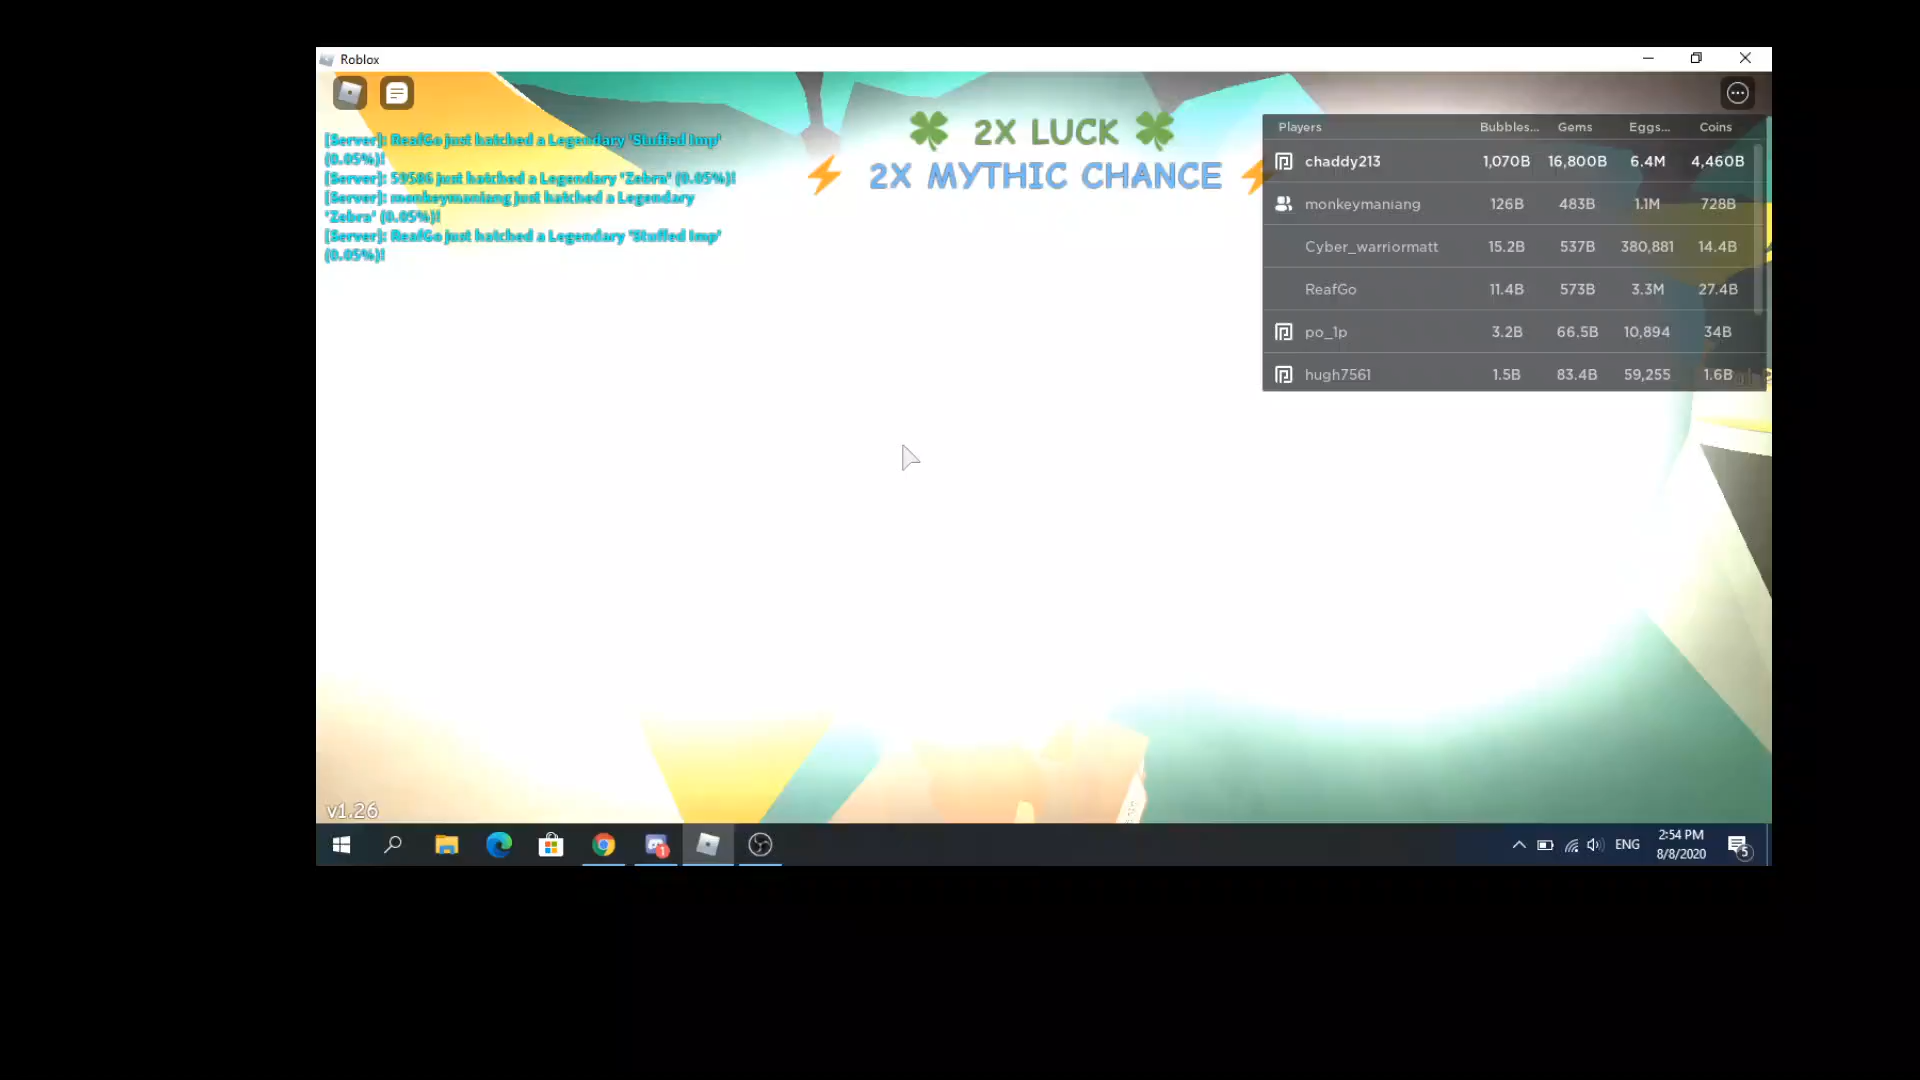 Roblox
[Server]: ReafGo just hatched a Legendary 'Stuffed Imp'
(0.05%)!
[Server]: 59586 just hatched a Legendary 'Zebra' (0.05%)!
[Server]: monkeymaniang just hatched a Legendary
'Zebra' (0.05%)!
[Server]: ReafGo just hatched a Legendary 'Stuffed Imp'
(0.05%)!
2X LUCK
2X MYTHIC CHANCE
Players Bubbles... Gems Eggs... Coins
chaddy213 1,070B 16,800B 6.4M 4,460B
monkeymaniang 126B 483B 1.1M 728B
Cyber_warriormatt 15.2B 537B 380,881 14.4B
ReafGo 11.4B 573B 3.3M 27.4B
po_1p 3.2B 66.5B 10,894 34B
hugh7561 1.5B 83.4B 59,255 1.6B
v1.26
1
ENG
2:54 PM
8/8/2020
5